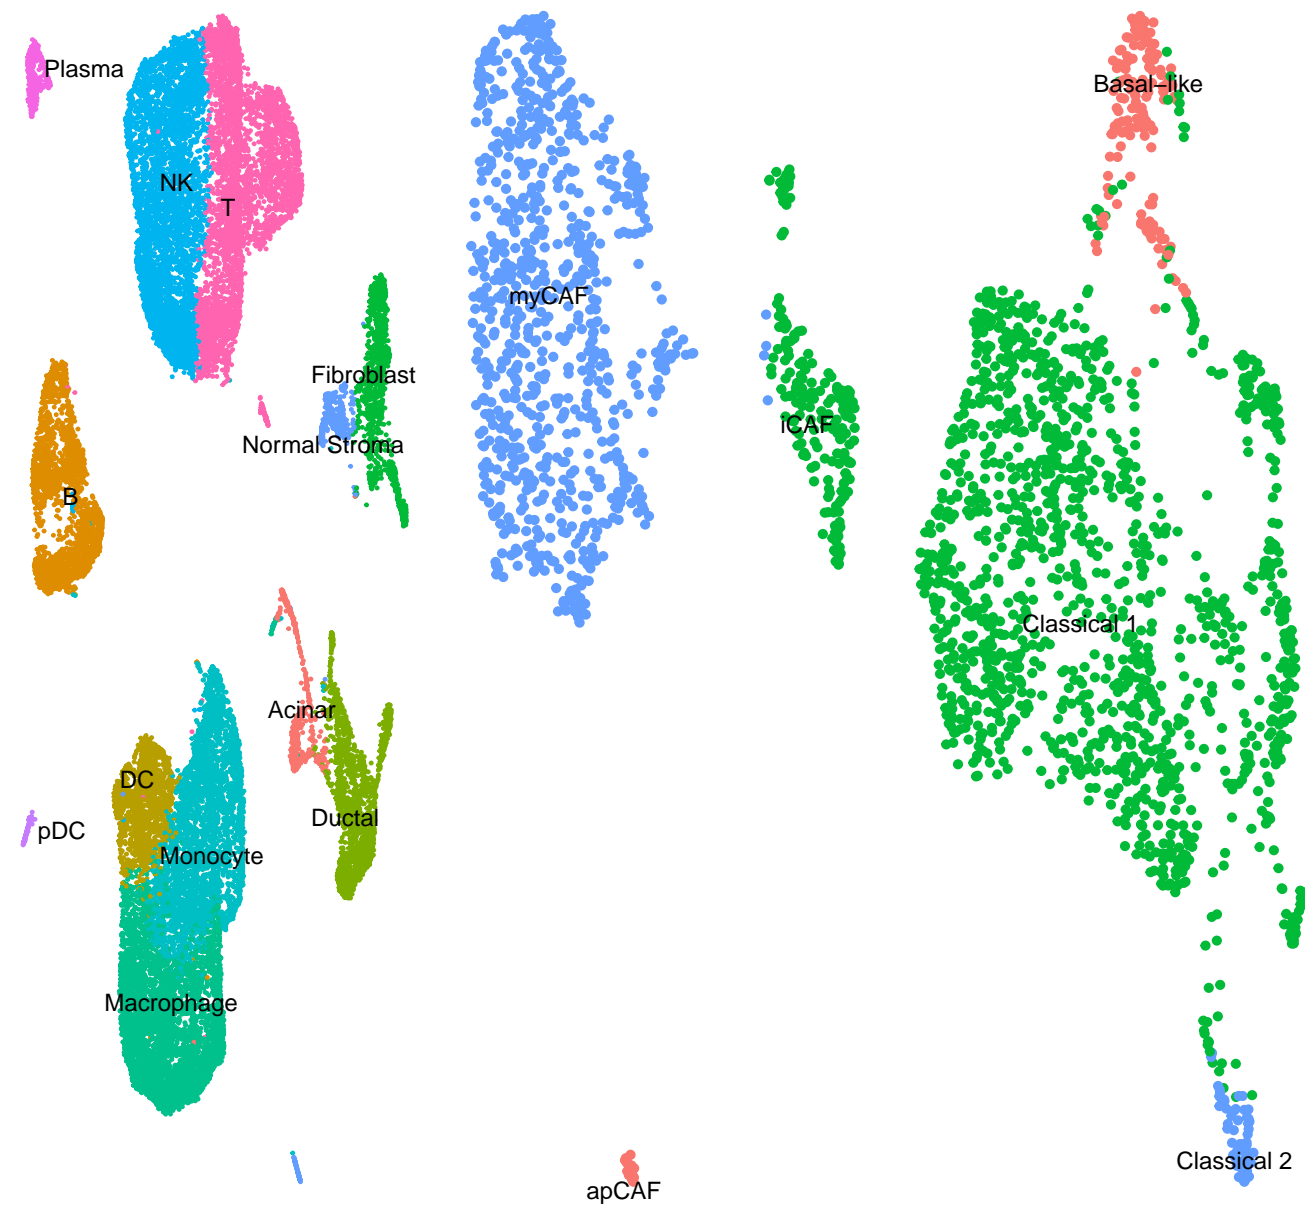 Plasma
Basal−like
NK
T
myCAF
Fibroblast
iCAF
Normal Stroma
B
Classical 1
Acinar
DC
Ductal
pDC
Monocyte
Macrophage
Classical 2
apCAF